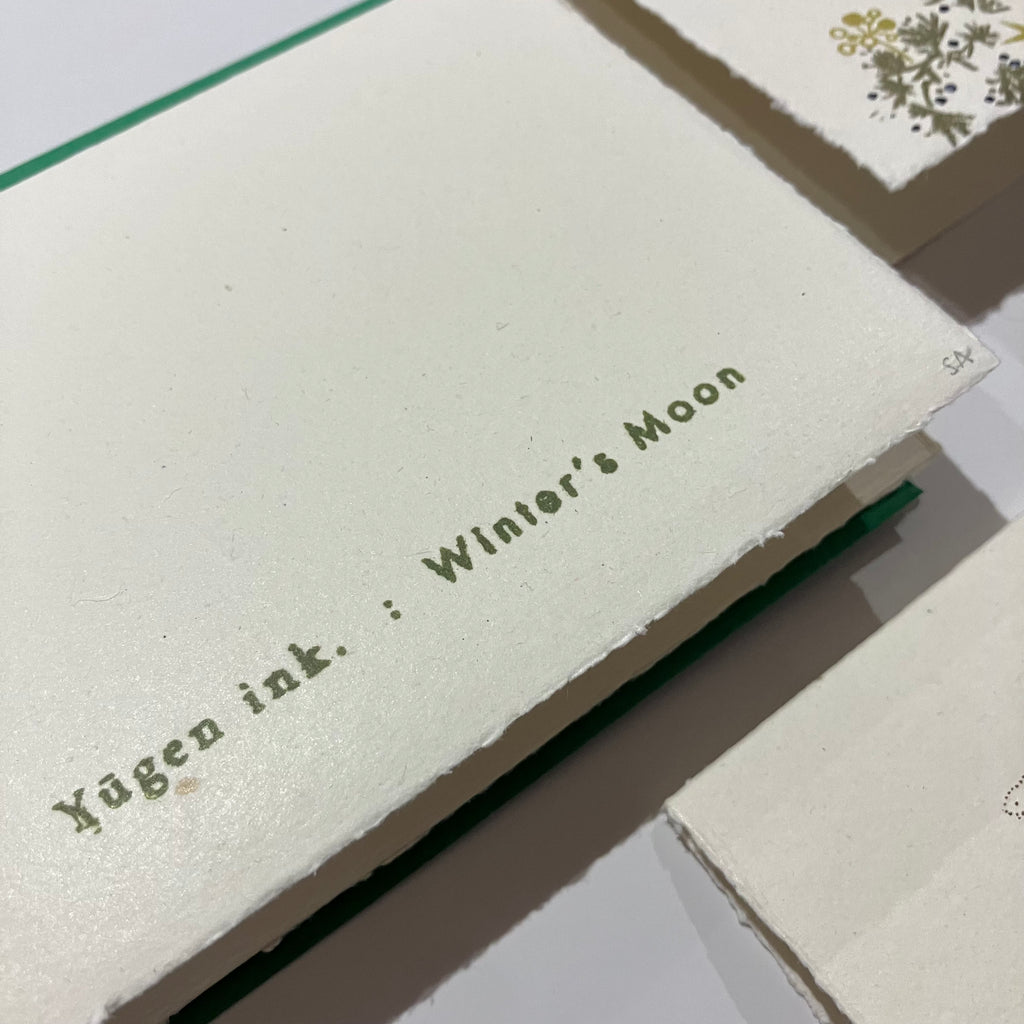 Yūgen ink. : Winter's Moon
SA